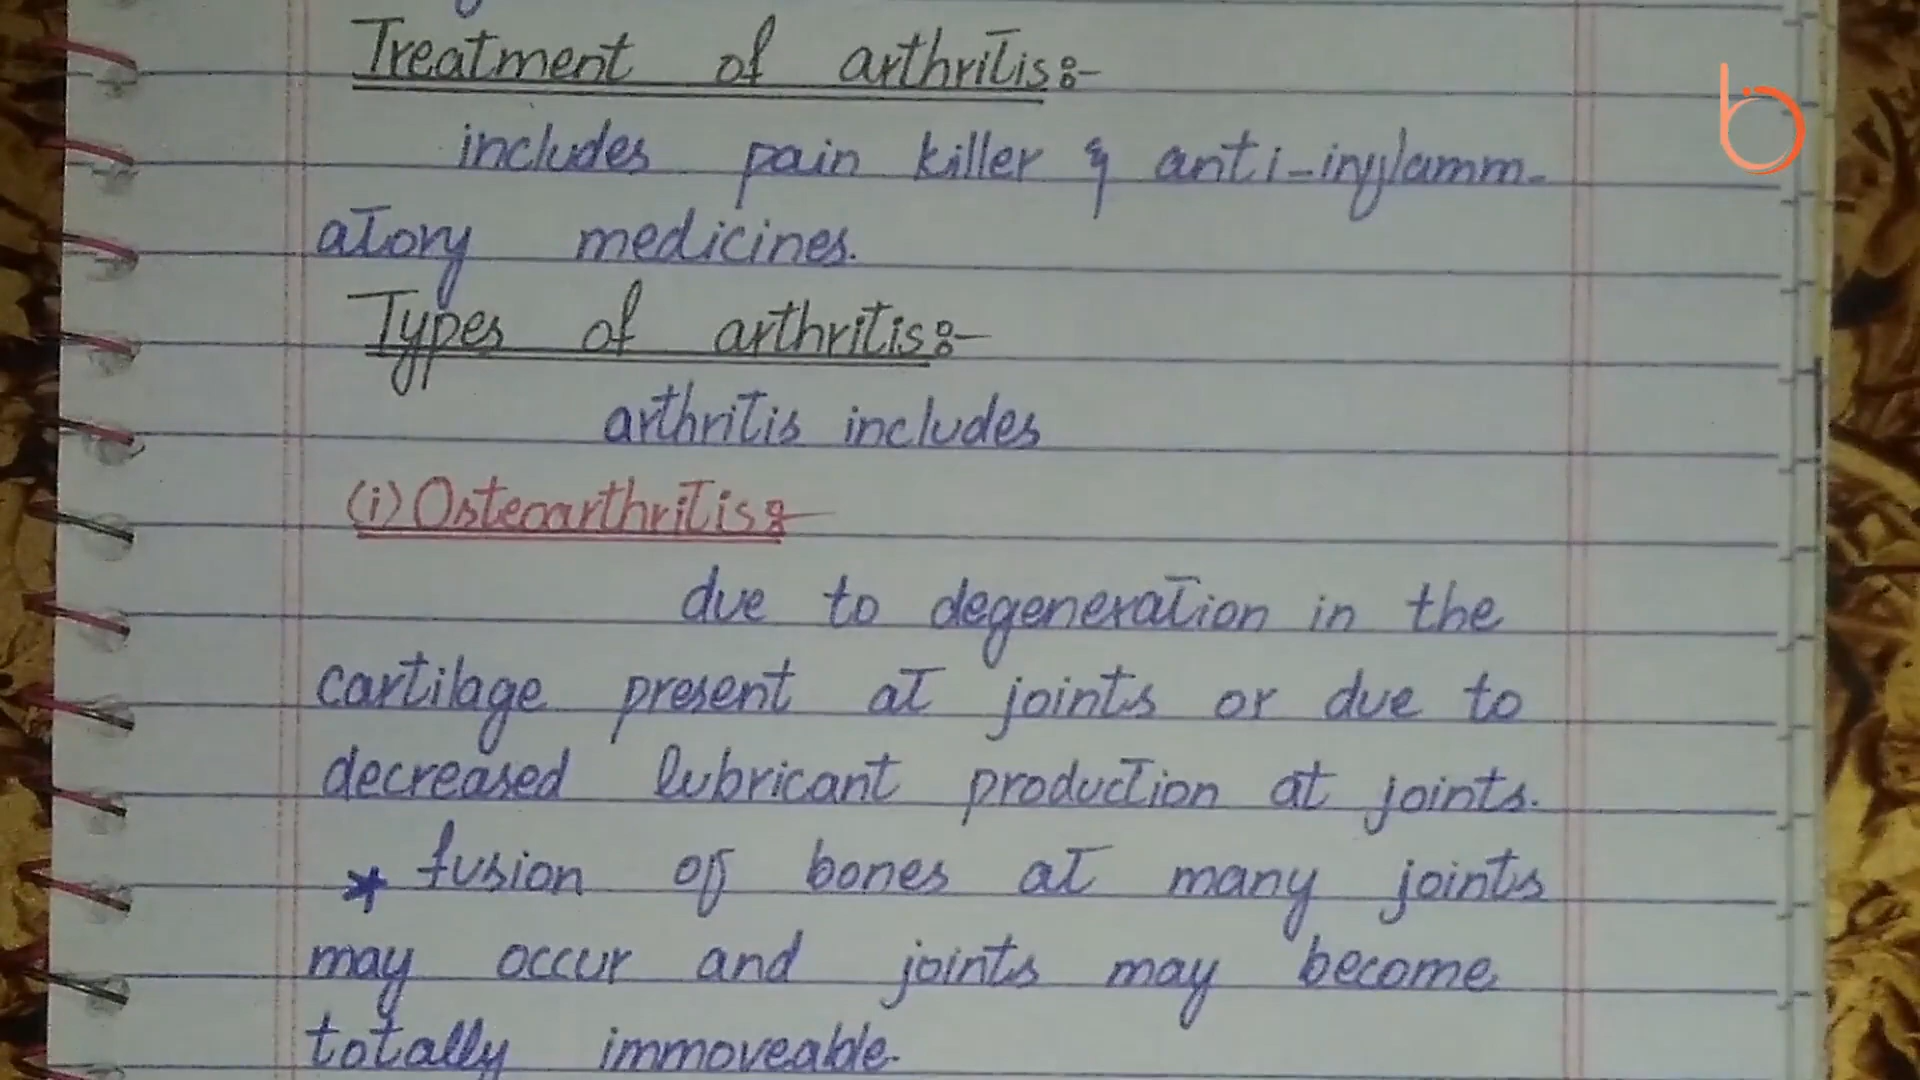 Treatment of arthritis:-
includes pain killer & anti-inflamm-
atory medicines.
Types of arthritis:-
arthritis includes
(i) Osteoarthritis:-
due to degeneration in the
cartilage present at joints or due to
decreased lubricant production at joints.
* fusion of bones at many joints
may occur and joints may become
totally immoveable.
b